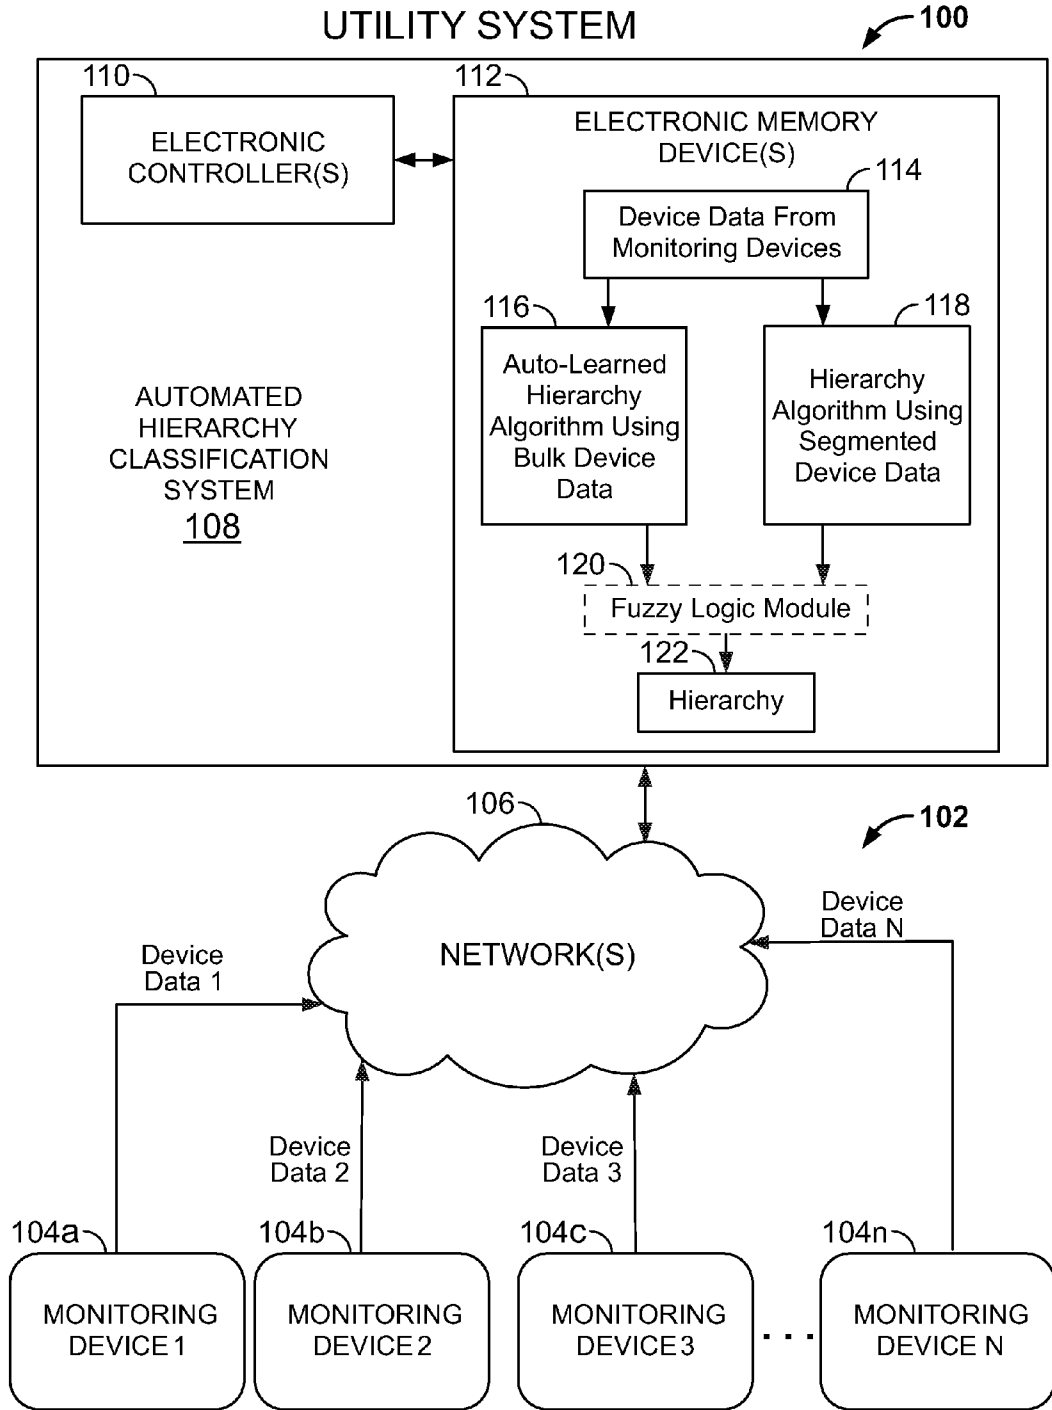 UTILITY SYSTEM
100
110
112
ELECTRONIC
CONTROLLER(S)
ELECTRONIC MEMORY
DEVICE(S)
114
Device Data From
Monitoring Devices
116
118
Auto-Learned
Hierarchy
Algorithm Using
Bulk Device
Data
Hierarchy
Algorithm Using
Segmented
Device Data
AUTOMATED
HIERARCHY
CLASSIFICATION
SYSTEM
108
120
Fuzzy Logic Module
122
Hierarchy
106
102
NETWORK(S)
Device
Data N
Device
Data 1
Device
Data 2
Device
Data 3
104a
104b
104c
104n
MONITORING
DEVICE 1
MONITORING
DEVICE 2
MONITORING
DEVICE 3
. . .
MONITORING
DEVICE N